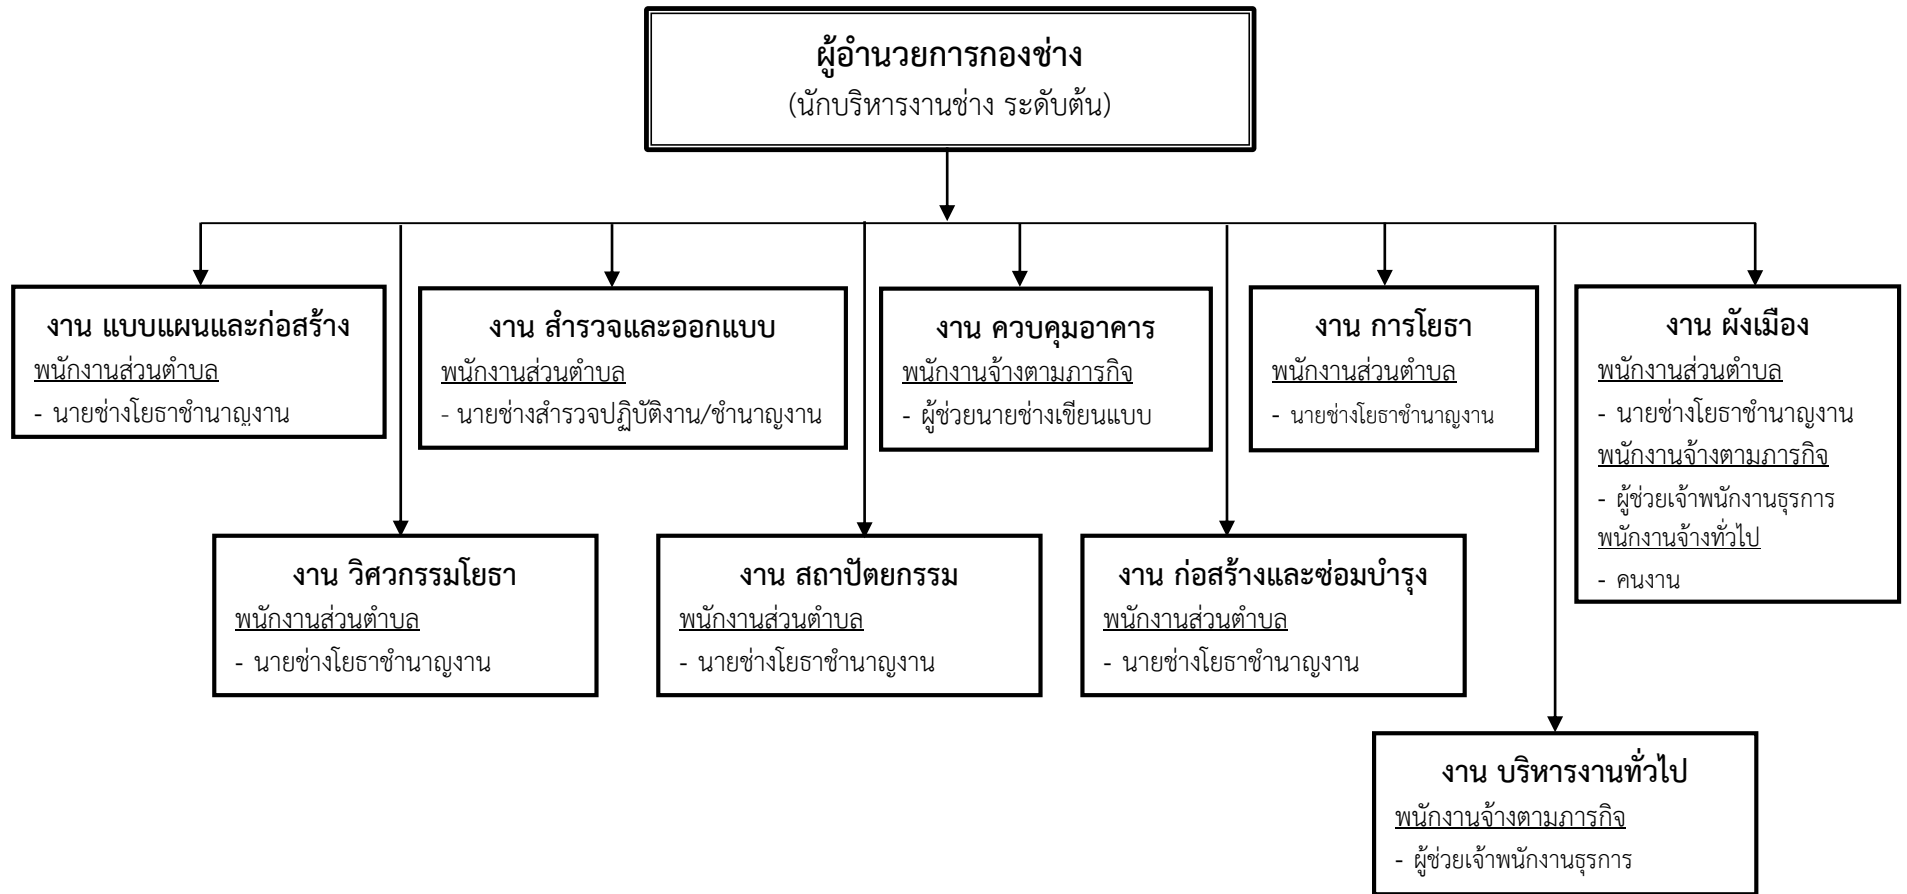 ผู้อำนวยการกองช่าง
(นักบริหารงานช่าง ระดับต้น)
งาน แบบแผนและก่อสร้าง
พนักงานส่วนตำบล
- นายช่างโยธาชำนาญงาน
งาน สำรวจและออกแบบ
พนักงานส่วนตำบล
- นายช่างสำรวจปฏิบัติงาน/ชำนาญงาน
งาน ควบคุมอาคาร
พนักงานจ้างตามภารกิจ
- ผู้ช่วยนายช่างเขียนแบบ
งาน การโยธา
พนักงานส่วนตำบล
- นายช่างโยธาชำนาญงาน
งาน ผังเมือง
พนักงานส่วนตำบล
- นายช่างโยธาชำนาญงาน
พนักงานจ้างตามภารกิจ
- ผู้ช่วยเจ้าพนักงานธุรการ
พนักงานจ้างทั่วไป
- คนงาน
งาน วิศวกรรมโยธา
พนักงานส่วนตำบล
- นายช่างโยธาชำนาญงาน
งาน สถาปัตยกรรม
พนักงานส่วนตำบล
- นายช่างโยธาชำนาญงาน
งาน ก่อสร้างและซ่อมบำรุง
พนักงานส่วนตำบล
- นายช่างโยธาชำนาญงาน
งาน บริหารงานทั่วไป
พนักงานจ้างตามภารกิจ
- ผู้ช่วยเจ้าพนักงานธุรการ